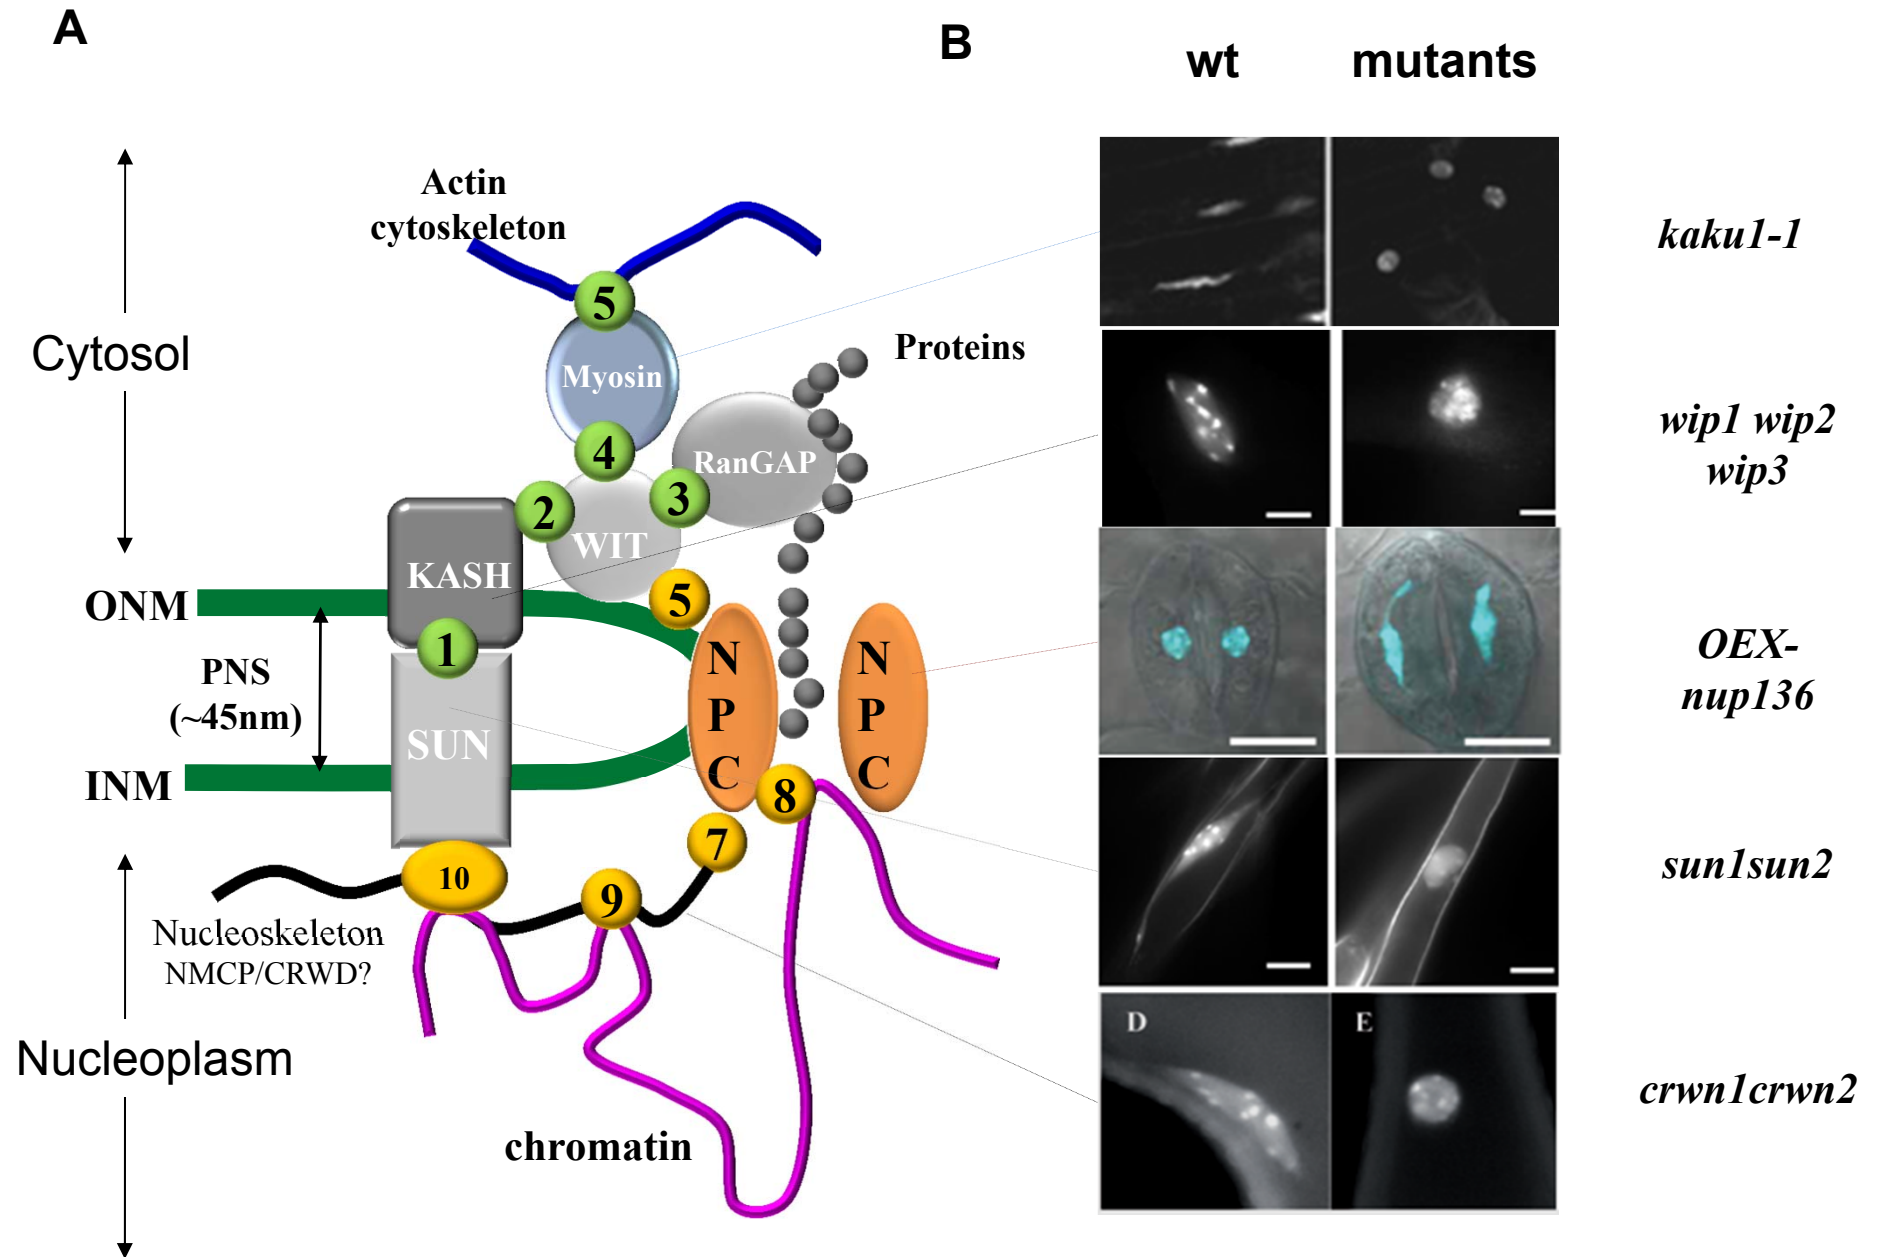 A
B
wt
mutants
Actin
cytoskeleton
5
Myosin
Proteins
Cytosol
4
RanGAP
2
3
WIT
KASH
ONM
5
1
PNS
(~45nm)
N
P
C
N
P
C
SUN
INM
8
7
10
9
Nucleoskeleton
NMCP/CRWD?
Nucleoplasm
chromatin
kaku1-1
wip1 wip2
wip3
OEX-
nup136
sun1sun2
D
E
crwn1crwn2